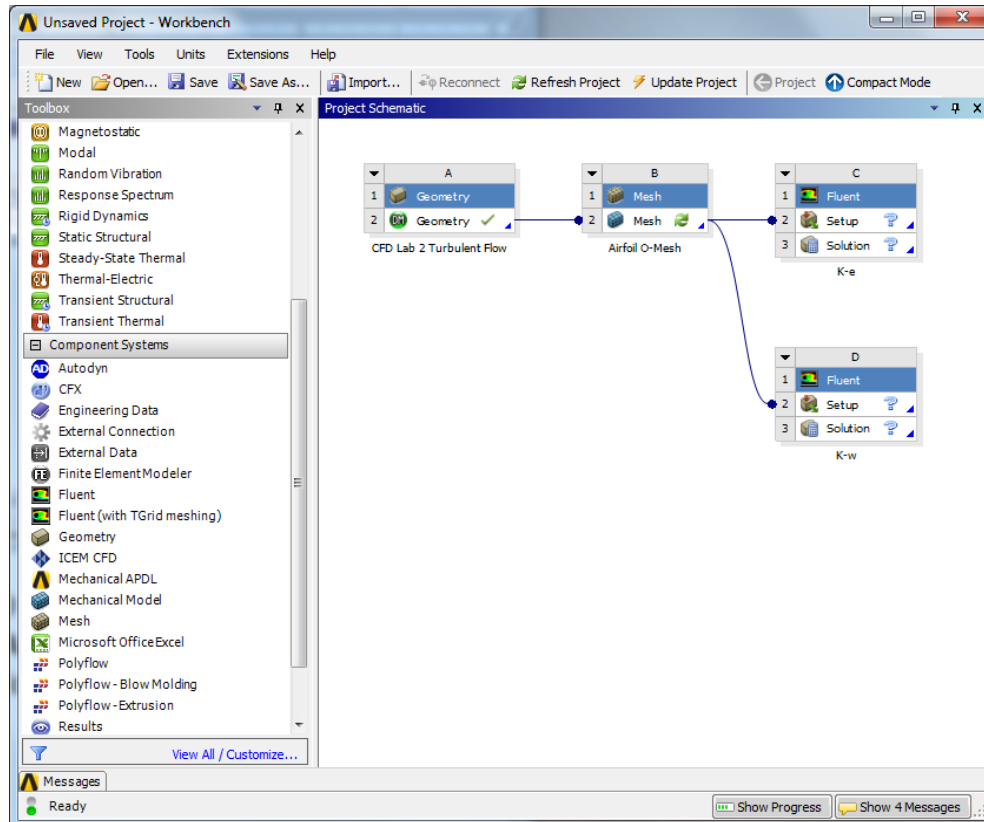 Unsaved Project - Workbench
File View Tools Units Extensions Help
New Open... Save Save As... Import... Reconnect Refresh Project Update Project Project Compact Mode
Toolbox
Magnetostatic
Modal
Random Vibration
Response Spectrum
Rigid Dynamics
Static Structural
Steady-State Thermal
Thermal-Electric
Transient Structural
Transient Thermal
Component Systems
Autodyn
CFX
Engineering Data
External Connection
External Data
Finite Element Modeler
Fluent
Fluent (with TGrid meshing)
Geometry
ICEM CFD
Mechanical APDL
Mechanical Model
Mesh
Microsoft Office Excel
Polyflow
Polyflow - Blow Molding
Polyflow - Extrusion
Results
View All / Customize...
Project Schematic
A
1 Geometry
2 DM Geometry
CFD Lab 2 Turbulent Flow
B
1 Mesh
2 Mesh
Airfoil O-Mesh
C
1 Fluent
2 Setup
3 Solution
K-e
D
1 Fluent
2 Setup
3 Solution
K-w
Messages
Ready
Show Progress Show 4 Messages